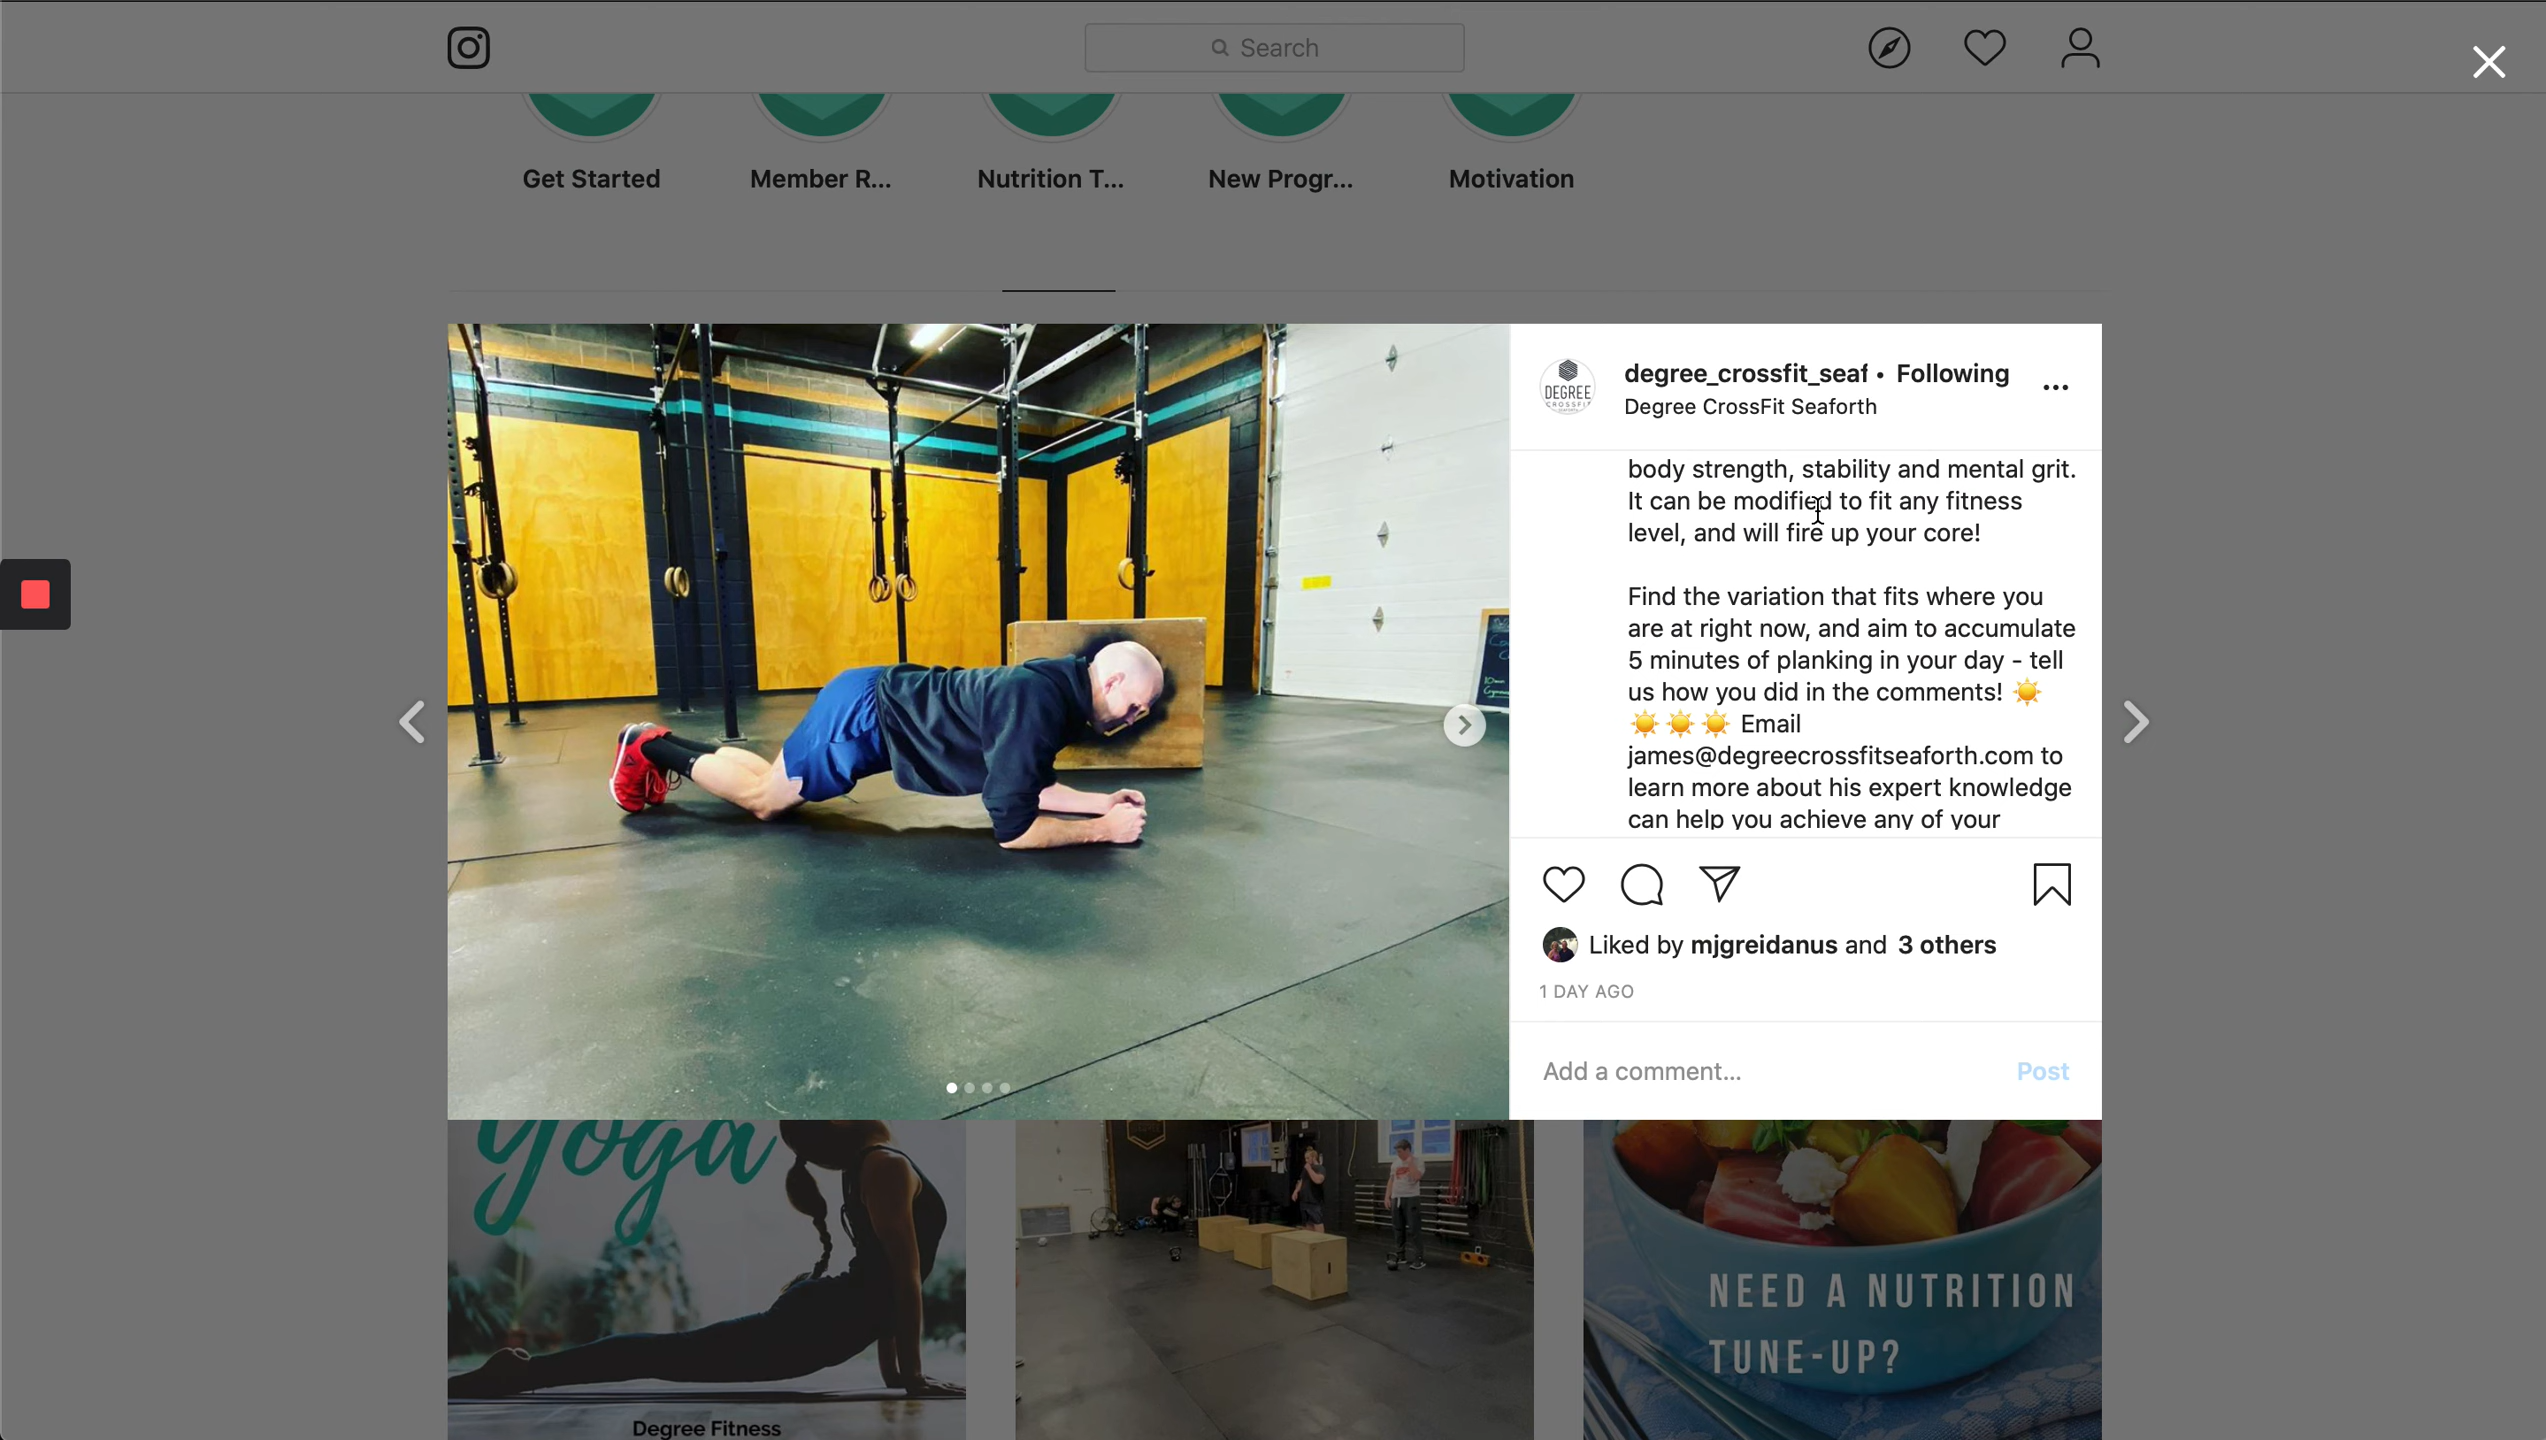 Search
Get Started
Member R...
Nutrition T...
New Progr...
Motivation
DEGREE
CROSSFIT
degree_crossfit_seaf • Following
Degree CrossFit Seaforth
body strength, stability and mental grit.
It can be modified to fit any fitness
level, and will fire up your core!
Find the variation that fits where you
are at right now, and aim to accumulate
5 minutes of planking in your day - tell
us how you did in the comments! ☀️
☀️ ☀️ ☀️ Email
james@degreecrossfitseaforth.com to
learn more about his expert knowledge
can help you achieve any of your
Liked by mjgreidanus and 3 others
1 DAY AGO
Add a comment...
Post
yoga
Degree Fitness
NEED A NUTRITION
TUNE-UP?